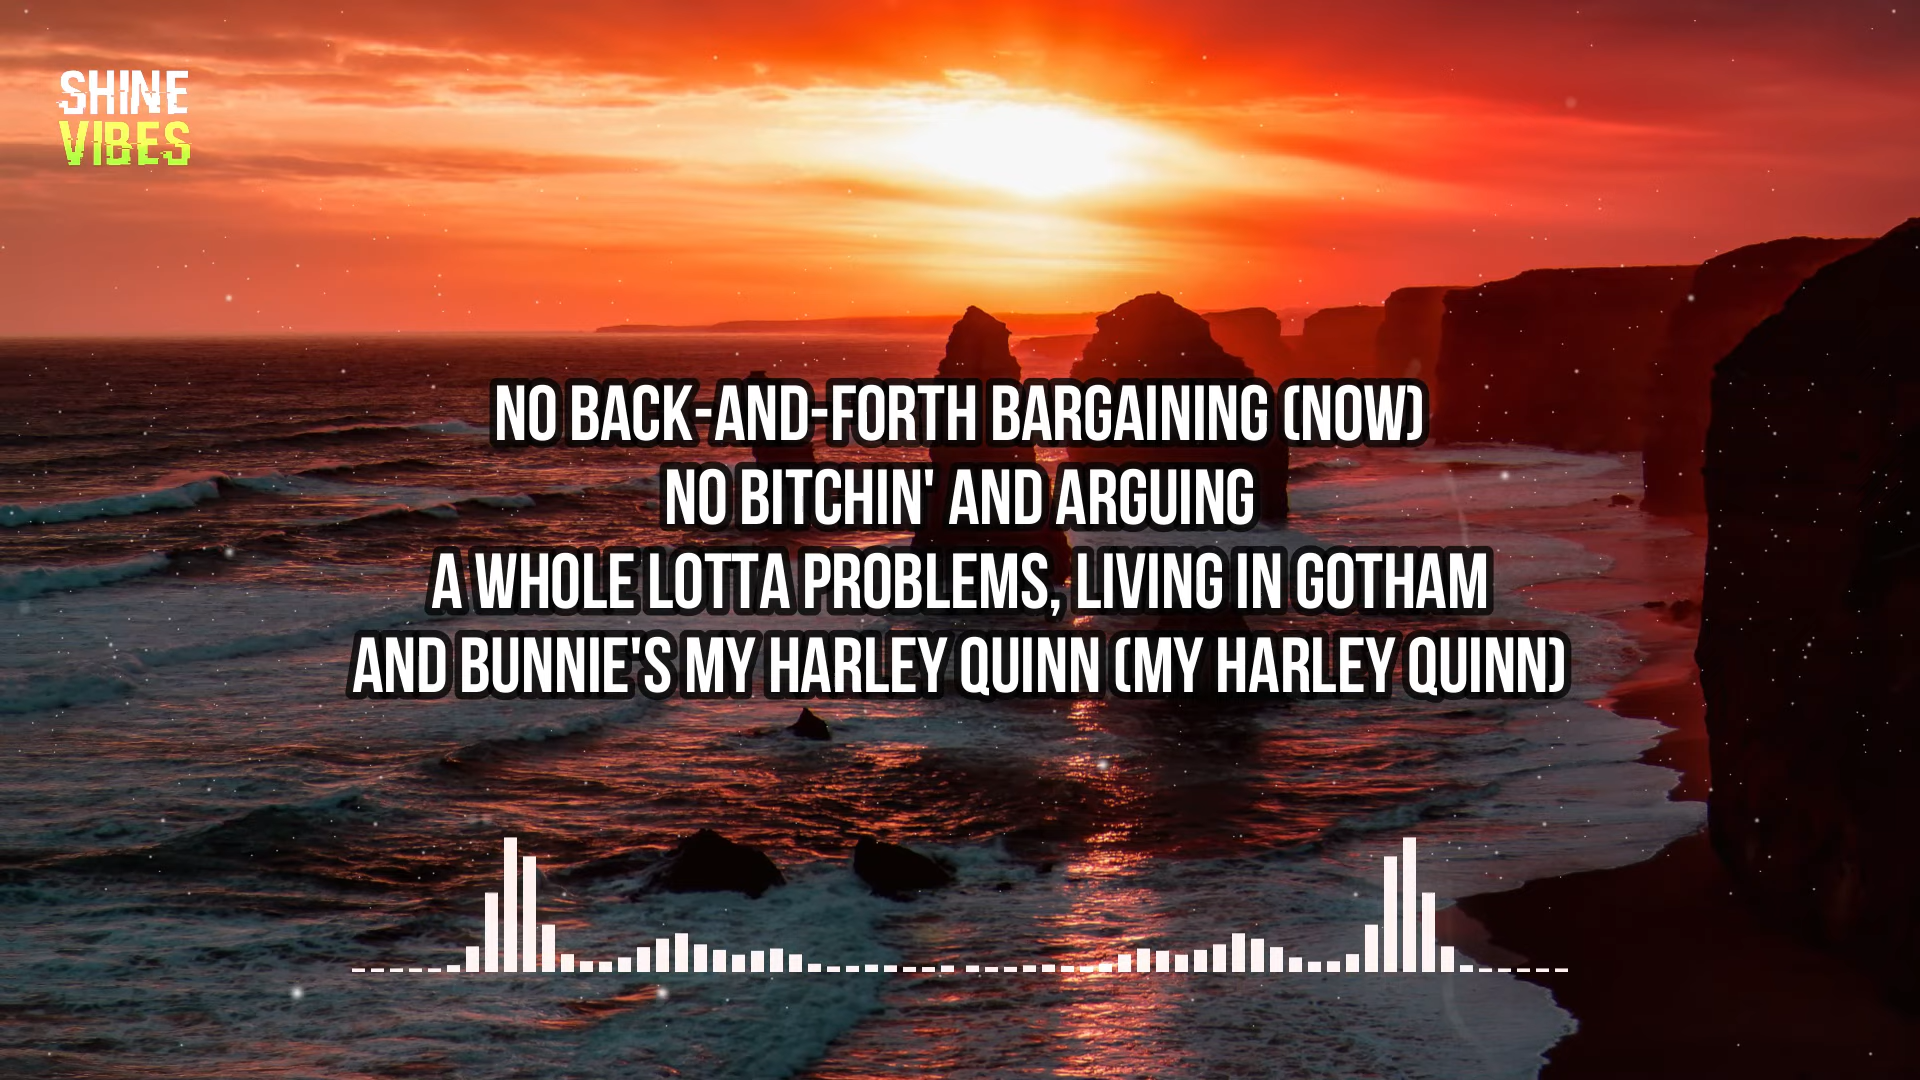 SHINE
VIBES
NO BACK-AND-FORTH BARGAINING (NOW)
NO BITCHIN' AND ARGUING
A WHOLE LOTTA PROBLEMS, LIVING IN GOTHAM
AND BUNNIE'S MY HARLEY QUINN (MY HARLEY QUINN)